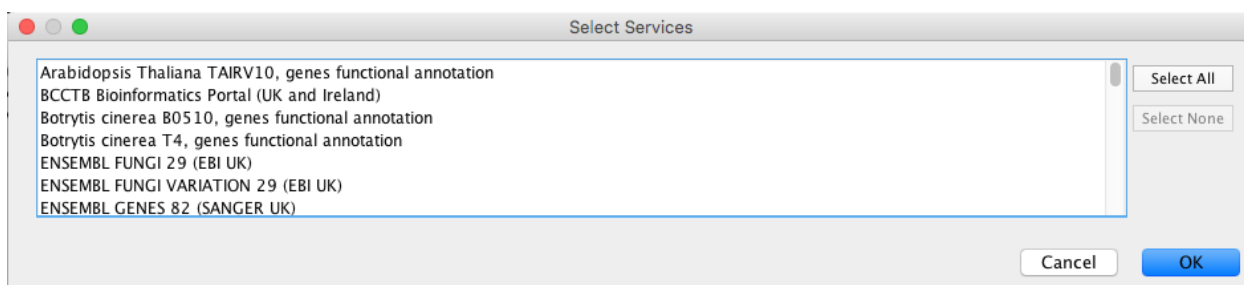 Select Services
Arabidopsis Thaliana TAIRV10, genes functional annotation
BCCTB Bioinformatics Portal (UK and Ireland)
Botrytis cinerea B0510, genes functional annotation
Botrytis cinerea T4, genes functional annotation
ENSEMBL FUNGI 29 (EBI UK)
ENSEMBL FUNGI VARIATION 29 (EBI UK)
ENSEMBL GENES 82 (SANGER UK)
Select All
Select None
Cancel
OK